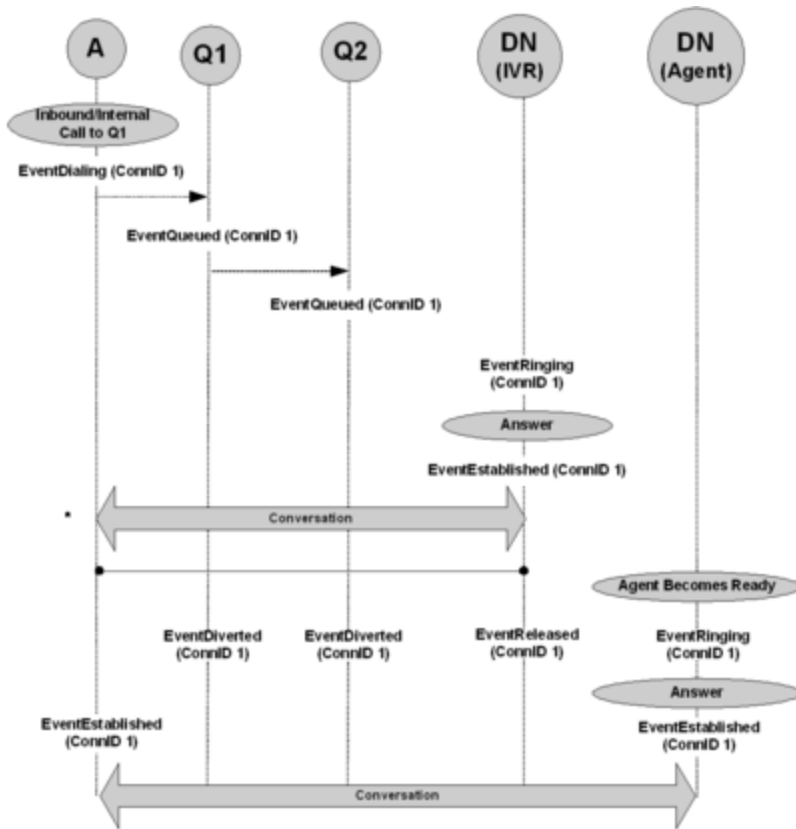 A
Q1
Q2
DN
(IVR)
DN
(Agent)
Inbound/Internal
Call to Q1
EventDialing (ConnID 1)
EventQueued (ConnID 1)
EventQueued (ConnID 1)
EventRinging
(ConnID 1)
Answer
EventEstablished (ConnID 1)
*
Conversation
Agent Becomes Ready
EventDiverted
(ConnID 1)
EventDiverted
(ConnID 1)
EventReleased
(ConnID 1)
EventRinging
(ConnID 1)
Answer
EventEstablished
(ConnID 1)
EventEstablished
(ConnID 1)
Conversation